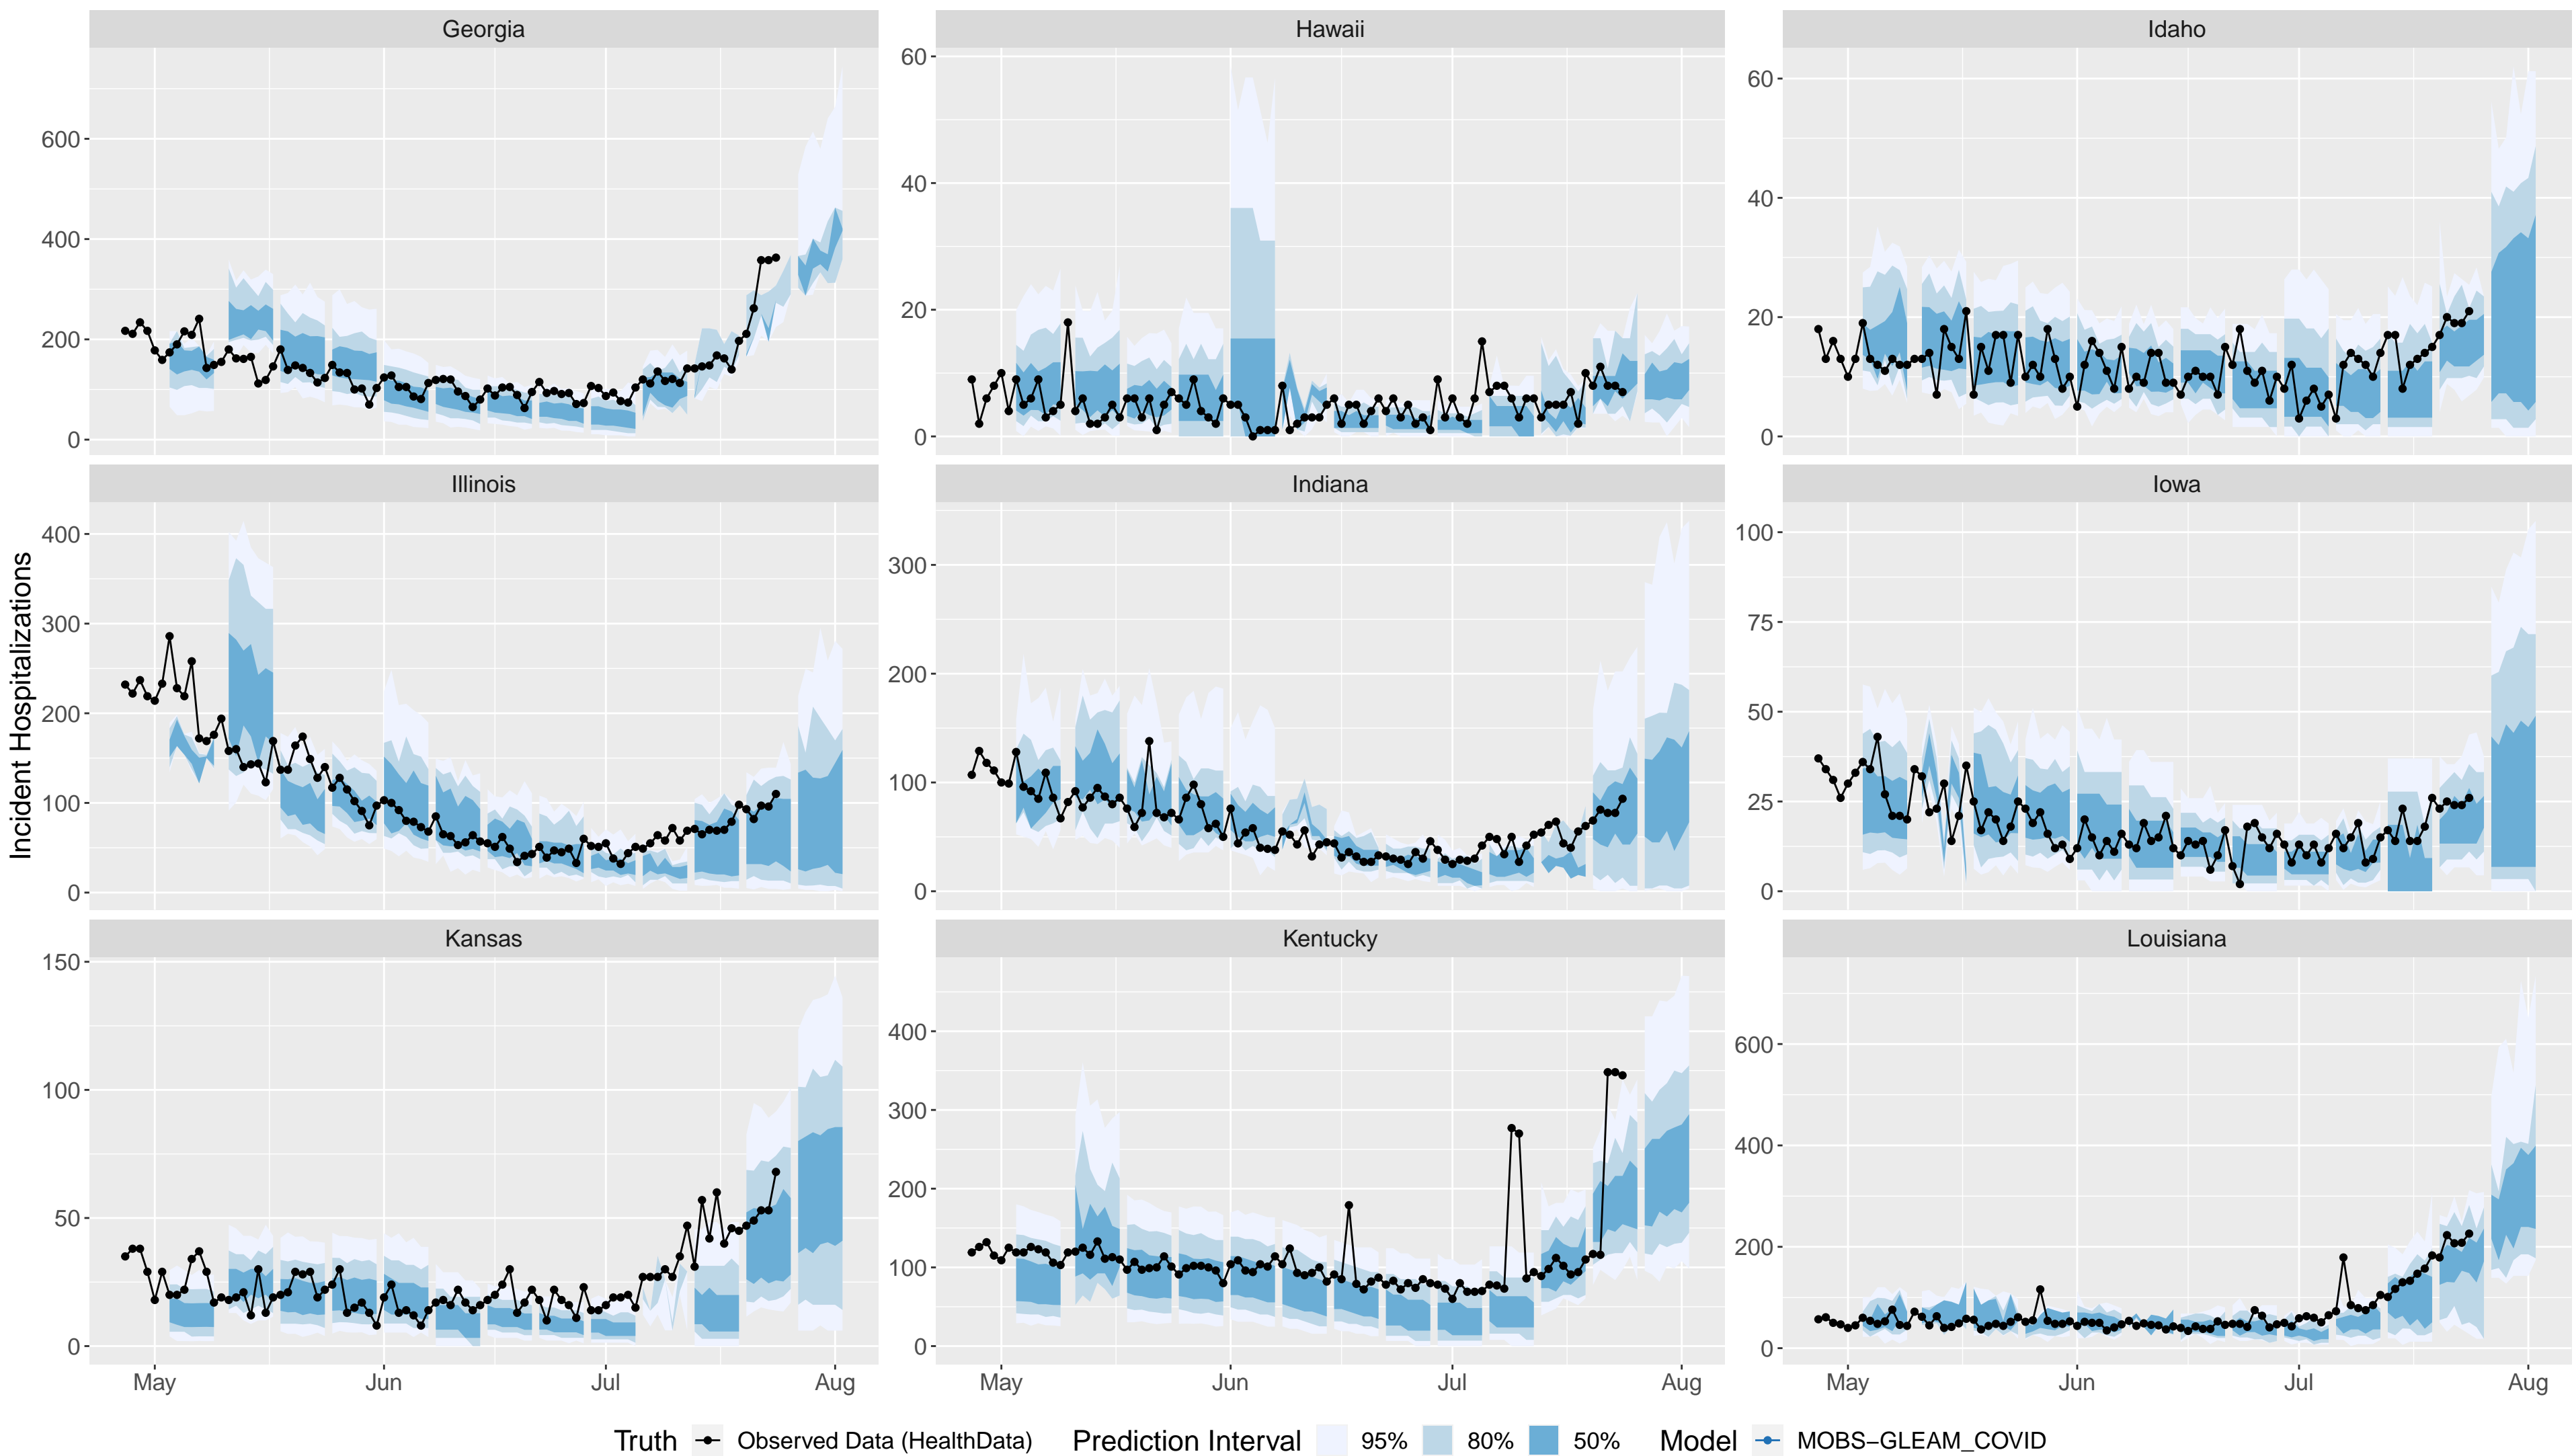 Georgia
Hawaii
Idaho
600
400
200
0
60
40
20
0
60
40
20
0
Illinois
Indiana
Iowa
Incident Hospitalizations
400
300
200
100
0
300
200
100
0
100
75
50
25
0
Kansas
Kentucky
Louisiana
150
100
50
0
400
300
200
100
0
600
400
200
0
May Jun Jul Aug
May Jun Jul Aug
May Jun Jul Aug
Truth Observed Data (HealthData) Prediction Interval 95% 80% 50% Model MOBS−GLEAM_COVID